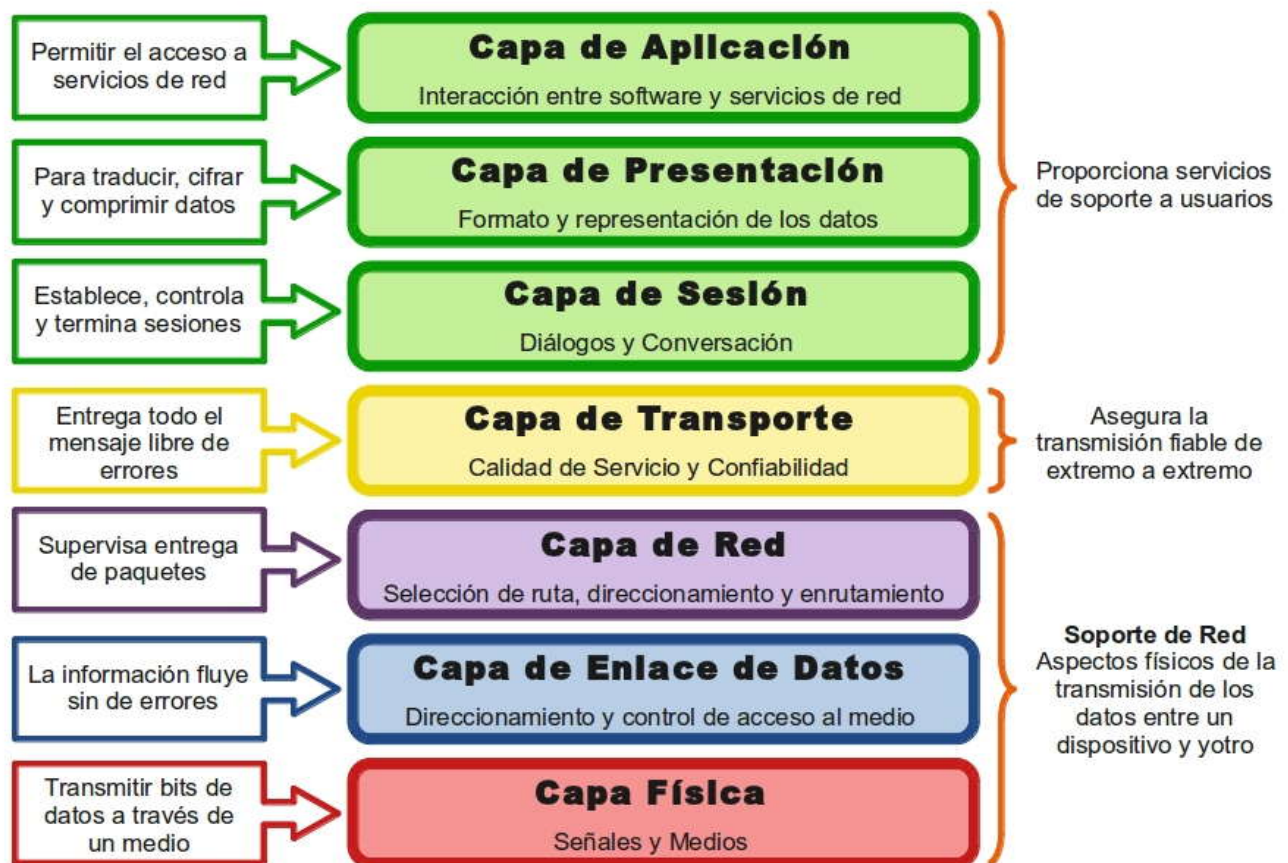 Permitir el acceso a
servicios de red
Capa de Aplicación
Interacción entre software y servicios de red
Para traducir, cifrar
y comprimir datos
Capa de Presentación
Formato y representación de los datos
Proporciona servicios
de soporte a usuarios
Establece, controla
y termina sesiones
Capa de Sesión
Diálogos y Conversación
Entrega todo el
mensaje libre de
errores
Capa de Transporte
Calidad de Servicio y Confiabilidad
Asegura la
transmisión fiable de
extremo a extremo
Supervisa entrega
de paquetes
Capa de Red
Selección de ruta, direccionamiento y enrutamiento
La información fluye
sin de errores
Capa de Enlace de Datos
Direccionamiento y control de acceso al medio
Soporte de Red
Aspectos físicos de la
transmisión de los
datos entre un
dispositivo y yotro
Transmitir bits de
datos a través de
un medio
Capa Física
Señales y Medios